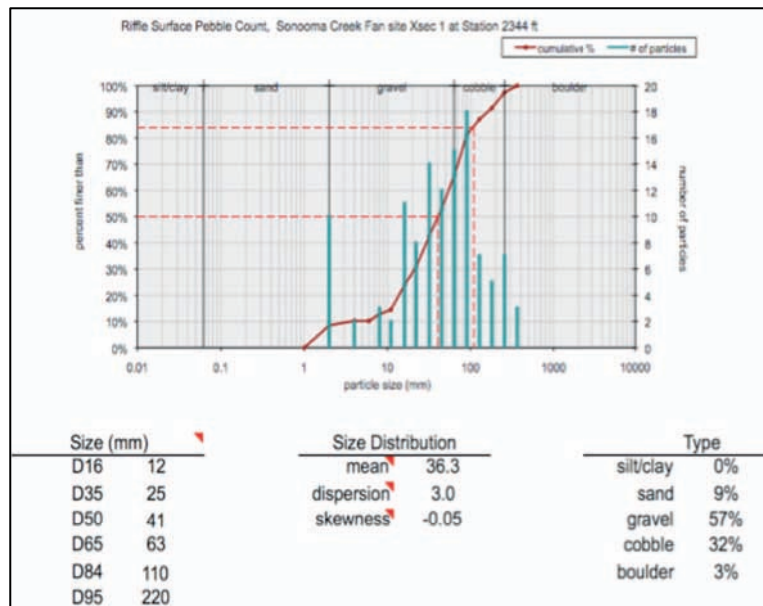 Riffle Surface Pebble Count, Sonooma Creek Fan site Xsec 1 at Station 2344 ft
cumulative % # of particles
silt/clay sand gravel cobble boulder
100% 20
90% 18
80% 16
70% 14
60% 12
50% 10
40% 8
30% 6
20% 4
10% 2
0% 0
percent finer than
number of particles
0.01 0.1 1 10 100 1000 10000
particle size (mm)
Size (mm)
D16 12
D35 25
D50 41
D65 63
D84 110
D95 220
Size Distribution
mean 36.3
dispersion 3.0
skewness -0.05
Type
silt/clay 0%
sand 9%
gravel 57%
cobble 32%
boulder 3%